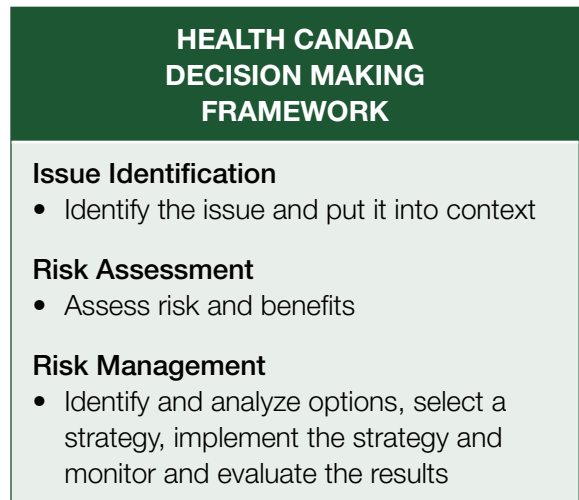 HEALTH CANADA
DECISION MAKING
FRAMEWORK
Issue Identification
• Identify the issue and put it into context
Risk Assessment
• Assess risk and benefits
Risk Management
• Identify and analyze options, select a
strategy, implement the strategy and
monitor and evaluate the results